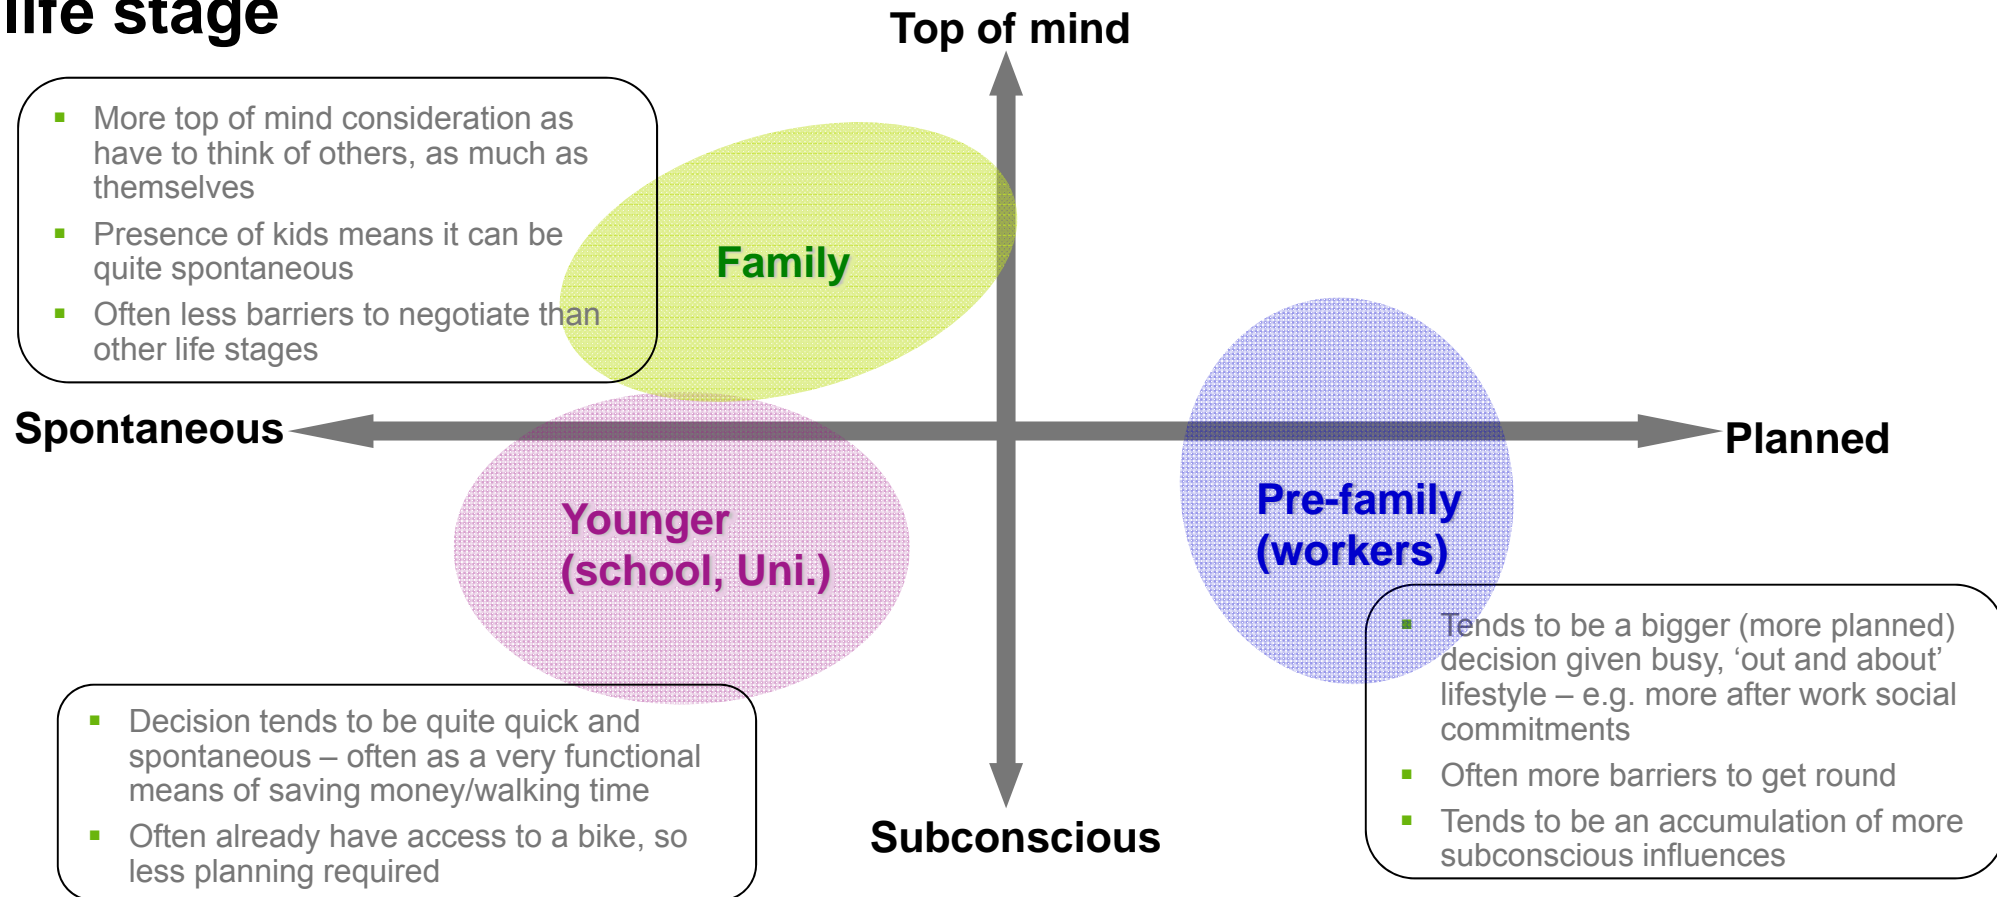 life stage
Top of mind
▪ More top of mind consideration as
have to think of others, as much as
themselves
▪ Presence of kids means it can be
quite spontaneous
▪ Often less barriers to negotiate than
other life stages
Family
Spontaneous
Planned
Younger
(school, Uni.)
Pre-family
(workers)
▪ Tends to be a bigger (more planned)
decision given busy, ‘out and about’
lifestyle – e.g. more after work social
commitments
▪ Often more barriers to get round
▪ Tends to be an accumulation of more
subconscious influences
▪ Decision tends to be quite quick and
spontaneous – often as a very functional
means of saving money/walking time
▪ Often already have access to a bike, so
less planning required
Subconscious